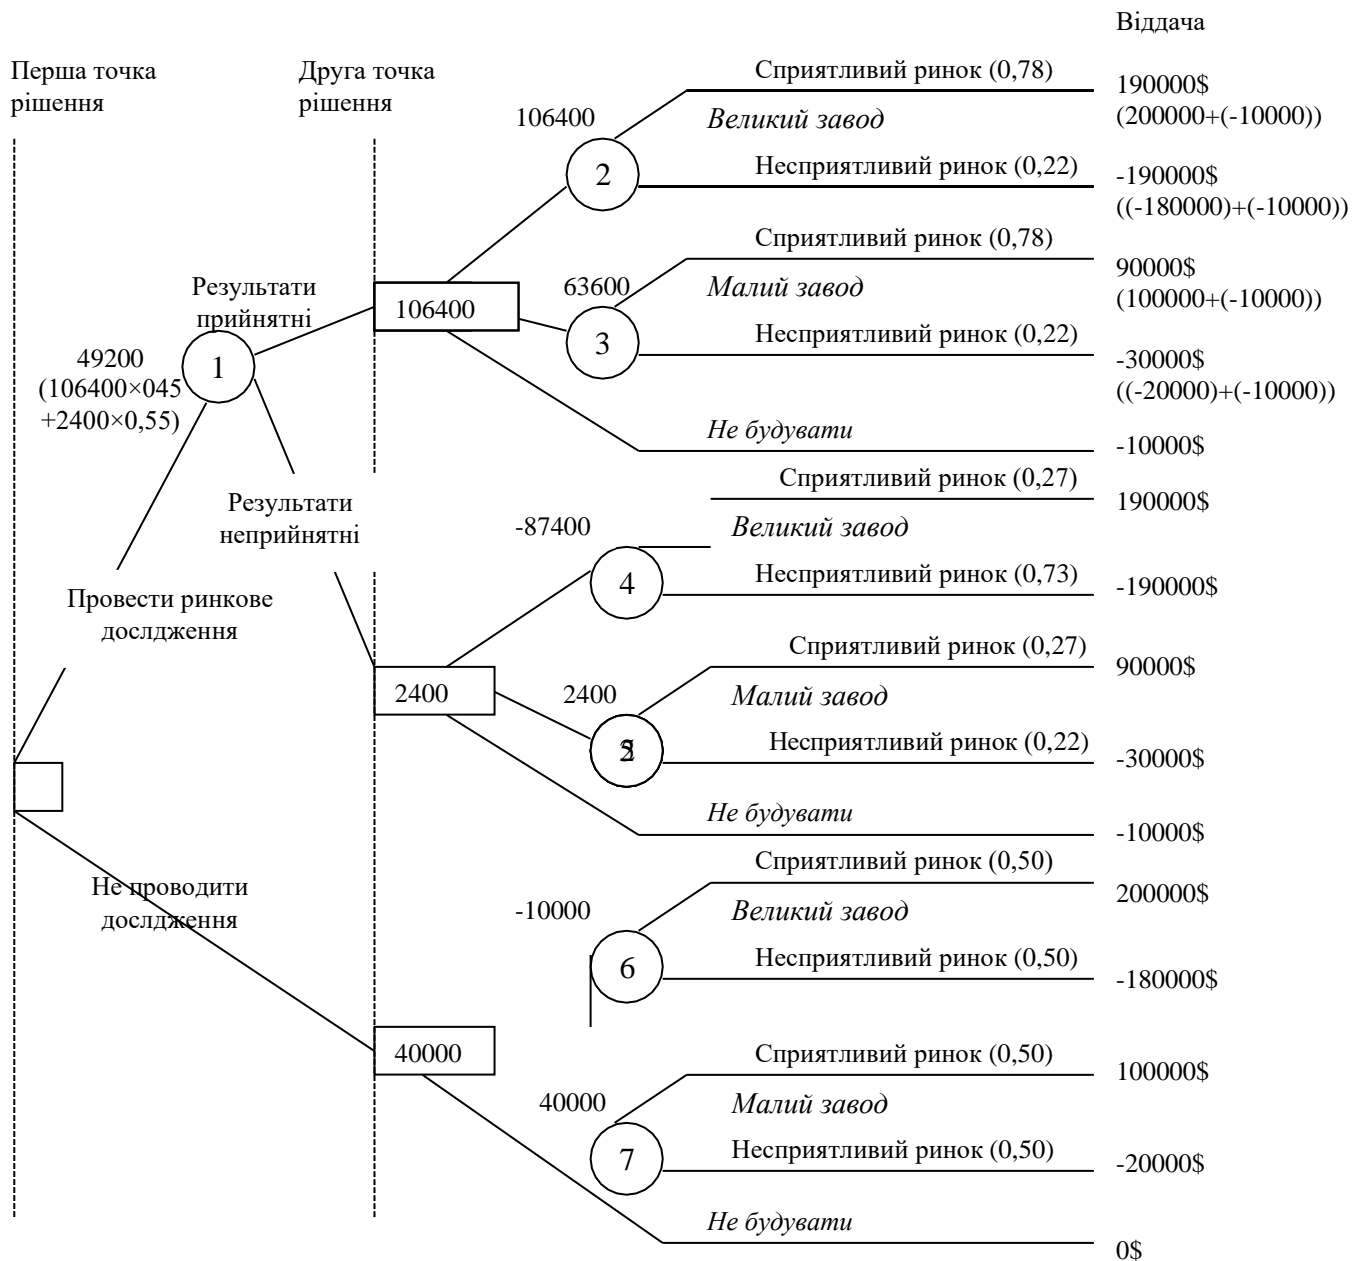 Віддача
Перша точка
рішення
Друга точка
рішення
Сприятливий ринок (0,78)
190000$
(200000+(-10000))
106400
Великий завод
2
Несприятливий ринок (0,22)
-190000$
((-180000)+(-10000))
Сприятливий ринок (0,78)
90000$
(100000+(-10000))
Результати
прийнятні
63600
Малий завод
106400
3
Несприятливий ринок (0,22)
-30000$
((-20000)+(-10000))
49200
(106400×045
+2400×0,55)
1
Не будувати
-10000$
Сприятливий ринок (0,27)
190000$
Результати
неприйнятні
-87400
Великий завод
4
Несприятливий ринок (0,73)
-190000$
Провести ринкове
дослдження
Сприятливий ринок (0,27)
90000$
2400
2400
Малий завод
Несприятливий ринок (0,22)
-30000$
Не будувати
-10000$
Не проводити
дослдження
Сприятливий ринок (0,50)
200000$
-10000
Великий завод
6
Несприятливий ринок (0,50)
-180000$
40000
Сприятливий ринок (0,50)
100000$
40000
Малий завод
7
Несприятливий ринок (0,50)
-20000$
Не будувати
0$